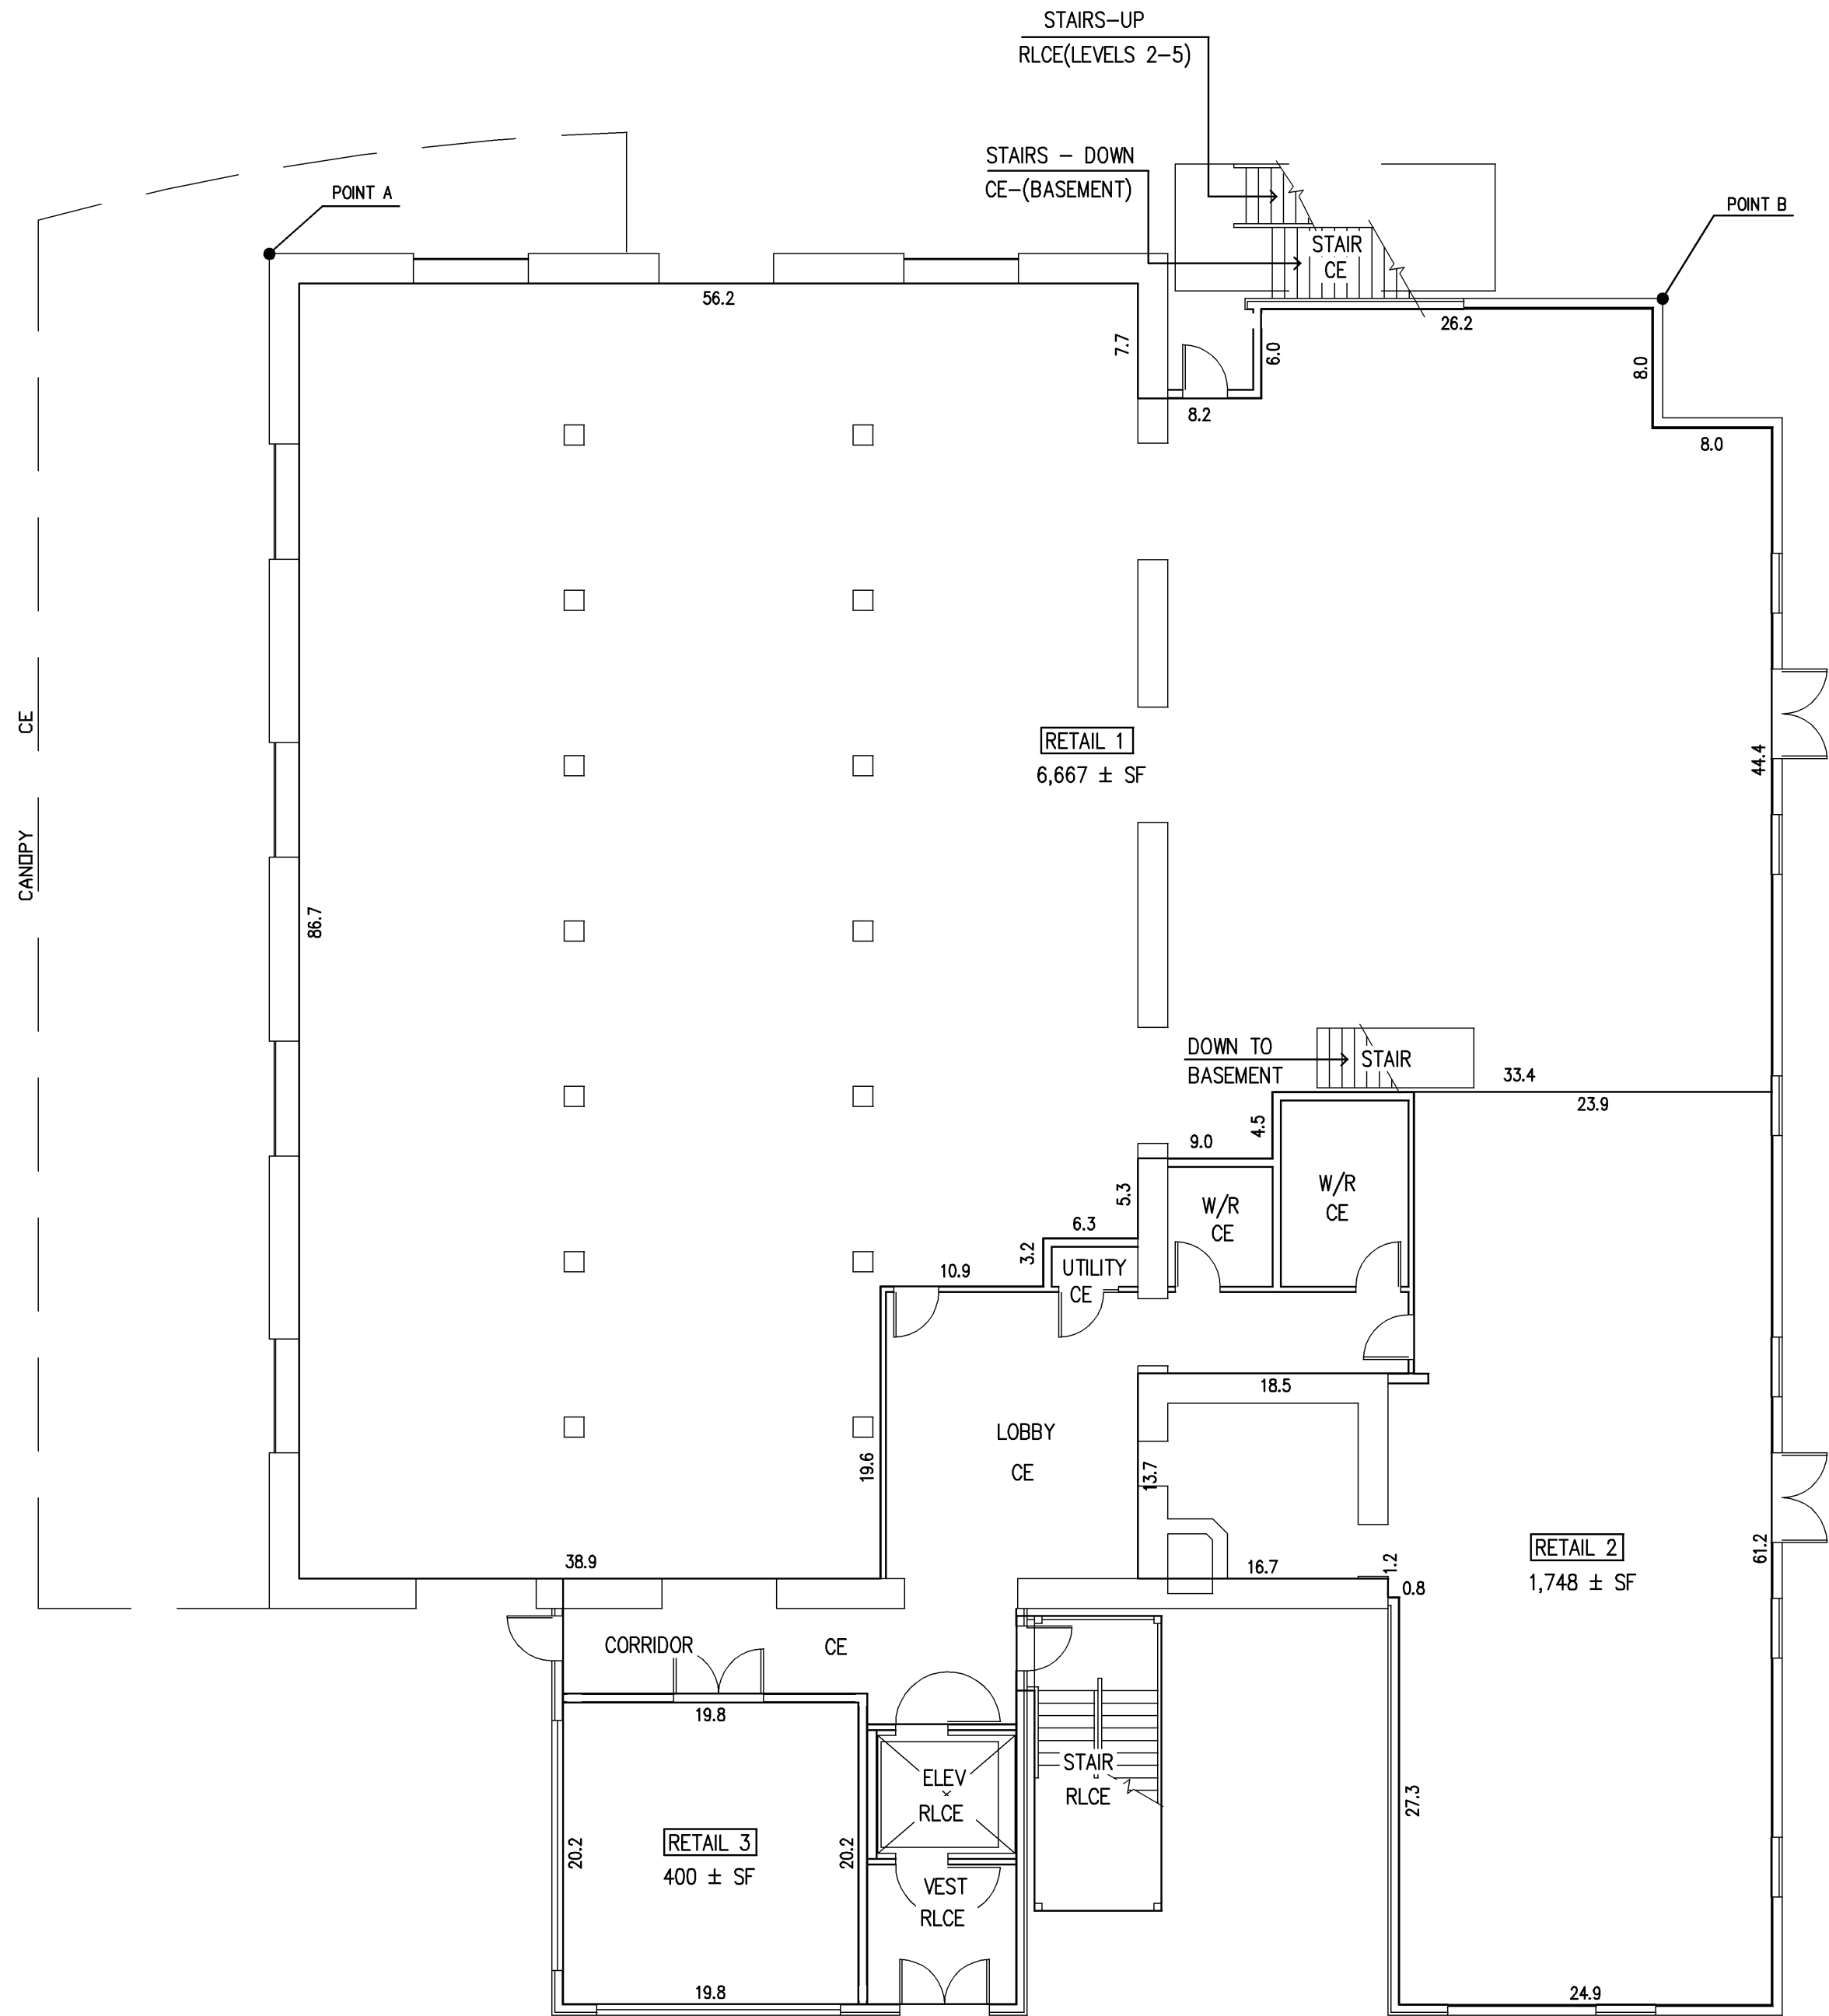 STAIRS-UP
RLCE(LEVELS 2-5)
STAIRS - DOWN
CE-(BASEMENT)
POINT A
POINT B
STAIR
CE
56.2
26.2
7.7
6.0
8.0
8.2
8.0
CE
RETAIL 1
6,667 ± SF
44.4
CANOPY
86.7
DOWN TO
BASEMENT
STAIR
33.4
23.9
4.5
9.0
5.3
W/R
CE
W/R
CE
6.3
3.2
UTILITY
CE
10.9
18.5
LOBBY
CE
19.6
13.7
38.9
16.7
1.2
0.8
RETAIL 2
1,748 ± SF
61.2
CORRIDOR
CE
19.8
STAIR
RLCE
ELEV
RLCE
27.3
RETAIL 3
400 ± SF
20.2
20.2
VEST
RLCE
19.8
24.9